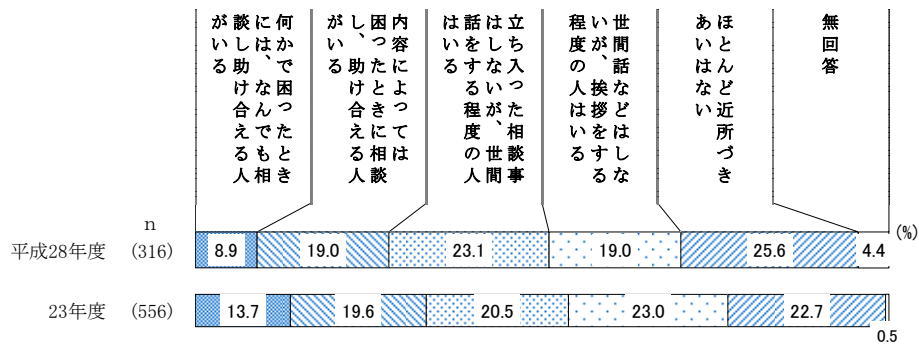 何かで困ったとき
には、なんでも相
談し助け合える人
がいる
内容によっては
困ったときに相談
し、助け合える人
がいる
立ち入った相談事
はしないが、世間
話をする程度の人
はいる
世間話などはしな
いが、挨拶をする
程度の人はいる
ほとんど近所づき
あいはない
無回答
(%)
n
平成28年度 (316) 8.9 19.0 23.1 19.0 25.6 4.4
23年度 (556) 13.7 19.6 20.5 23.0 22.7
0.5